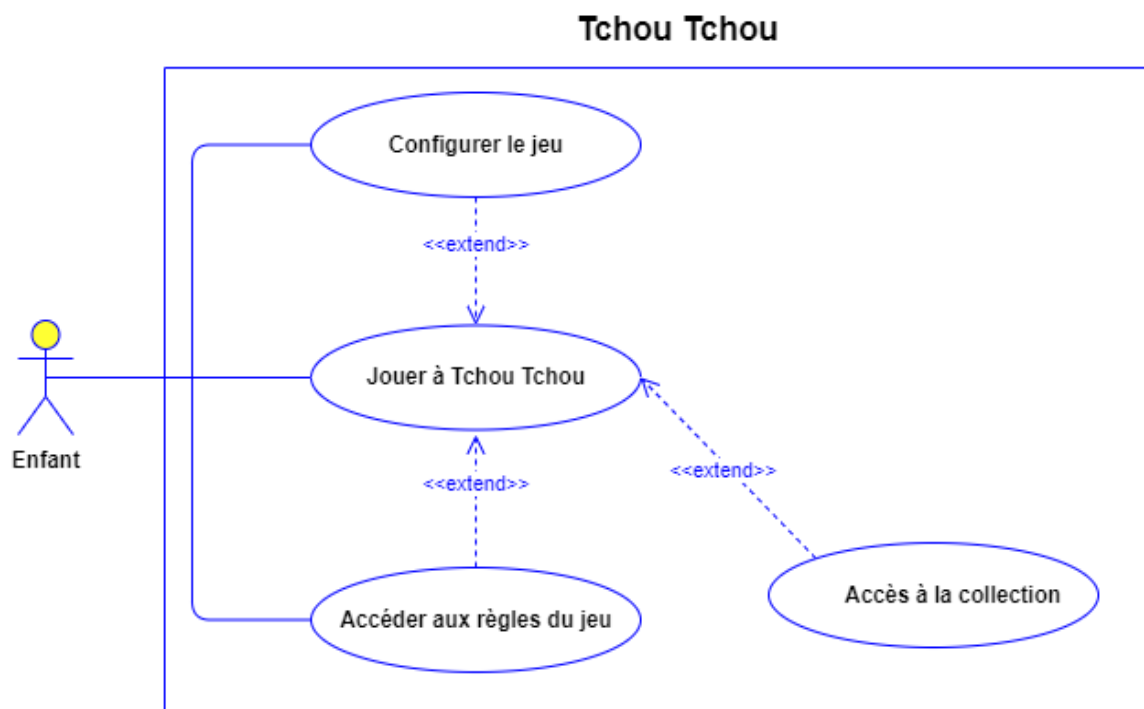 Tchou Tchou
Configurer le jeu
<<extend>>
Jouer à Tchou Tchou
Enfant
<<extend>>
<<extend>>
Accès à la collection
Accéder aux règles du jeu